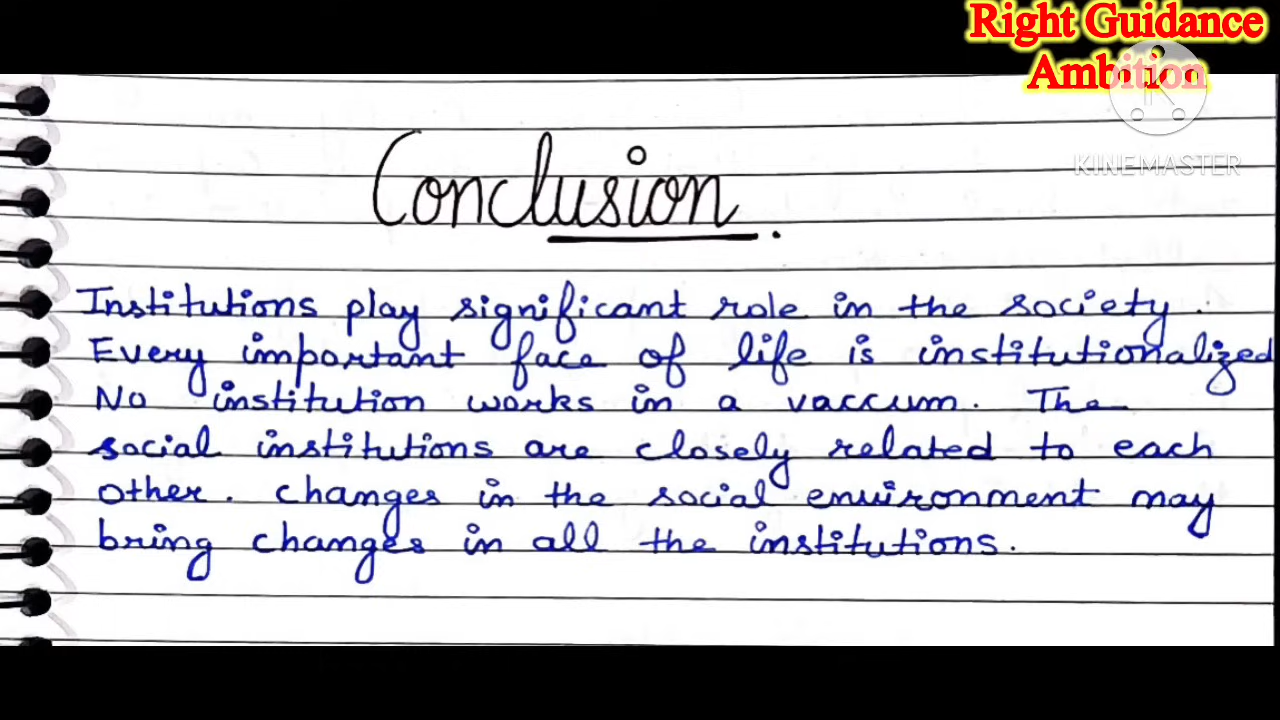 Right Guidance
Ambition
KINEMASTER
Conclusion.
Institutions play significant role in the society.
Every important face of life is institutionalized
No institution works in a vaccum. The
social institutions are closely related to each
other. Changes in the social environment may
bring changes in all the institutions.